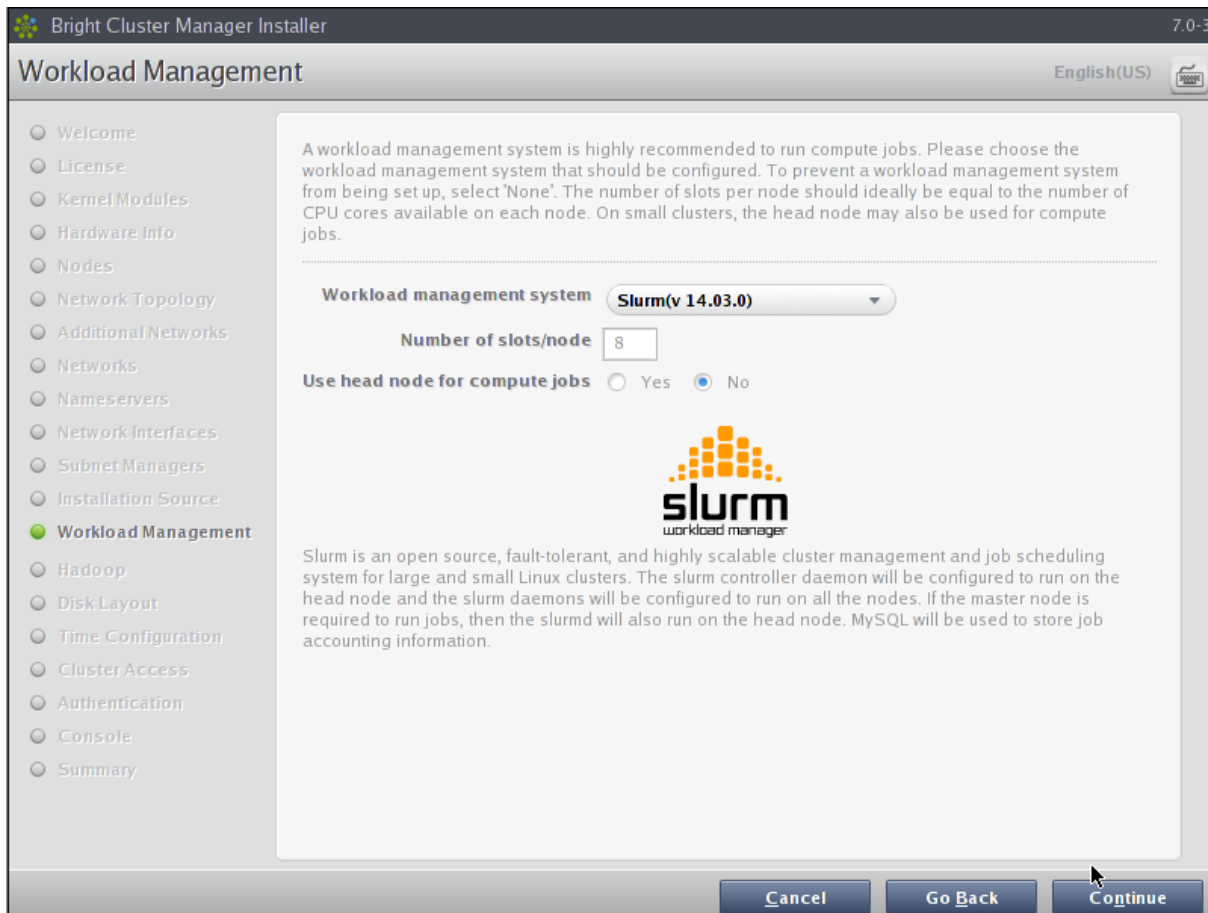 Bright Cluster Manager Installer
7.0-3
Workload Management
English(US)
Welcome
License
Kernel Modules
Hardware Info
Nodes
Network Topology
Additional Networks
Networks
Nameservers
Network Interfaces
Subnet Managers
Installation Source
Workload Management
Hadoop
Disk Layout
Time Configuration
Cluster Access
Authentication
Console
Summary
A workload management system is highly recommended to run compute jobs. Please choose the
workload management system that should be configured. To prevent a workload management system
from being set up, select 'None'. The number of slots per node should ideally be equal to the number of
CPU cores available on each node. On small clusters, the head node may also be used for compute
jobs.
Workload management system Slurm(v 14.03.0)
Number of slots/node 8
Use head node for compute jobs Yes No
slurm
workload manager
Slurm is an open source, fault-tolerant, and highly scalable cluster management and job scheduling
system for large and small Linux clusters. The slurm controller daemon will be configured to run on the
head node and the slurm daemons will be configured to run on all the nodes. If the master node is
required to run jobs, then the slurmd will also run on the head node. MySQL will be used to store job
accounting information.
Cancel
Go Back
Continue